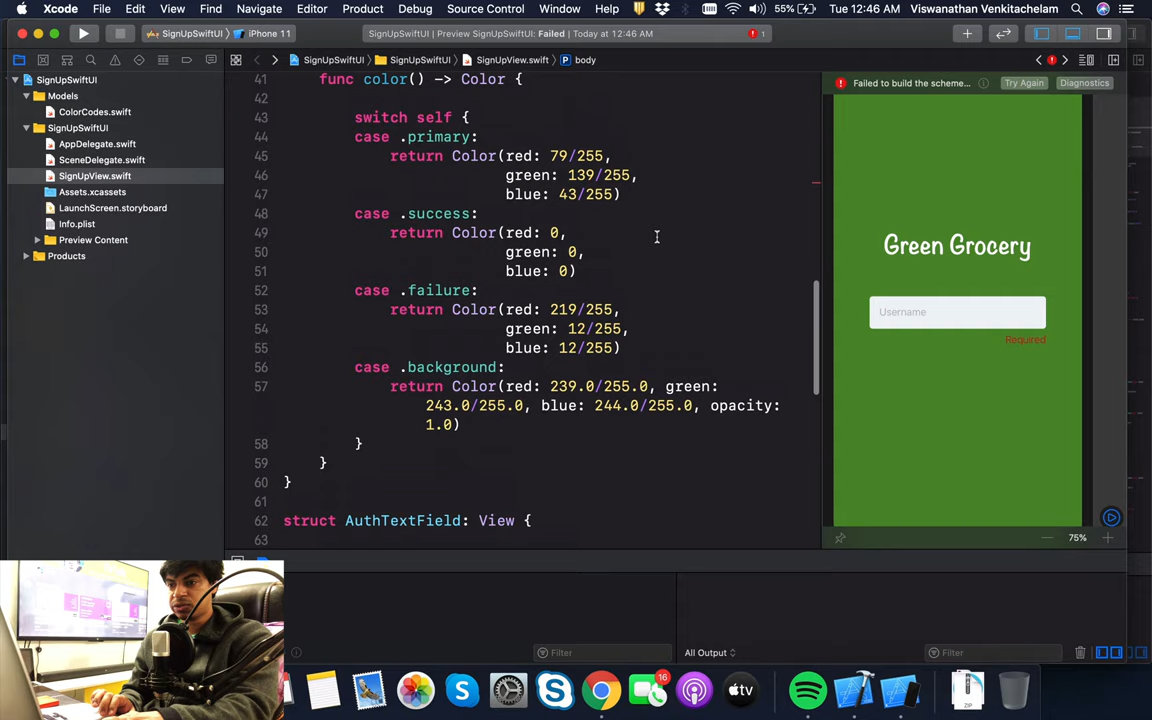 Xcode File Edit View Find Navigate Editor Product Debug Source Control Window Help 55% Tue 12:46 AM Viswanathan Venkitachelam
SignUpSwiftUI iPhone 11 SignUpSwiftUI | Preview SignUpSwiftUI: Failed | Today at 12:46 AM 1
SignUpSwiftUI SignUpSwiftUI SignUpView.swift body
SignUpSwiftUI
Models
ColorCodes.swift
SignUpSwiftUI
AppDelegate.swift
SceneDelegate.swift
SignUpView.swift
Assets.xcassets
LaunchScreen.storyboard
Info.plist
Preview Content
Products
41 func color() -> Color {
42
43 switch self {
44 case .primary:
45 return Color(red: 79/255,
46 green: 139/255,
47 blue: 43/255)
48 case .success:
49 return Color(red: 0,
50 green: 0,
51 blue: 0)
52 case .failure:
53 return Color(red: 219/255,
54 green: 12/255,
55 blue: 12/255)
56 case .background:
57 return Color(red: 239.0/255.0, green:
243.0/255.0, blue: 244.0/255.0, opacity:
1.0)
58 }
59 }
60 }
61
62 struct AuthTextField: View {
63
Failed to build the scheme... Try Again Diagnostics
Green Grocery
Username
Required
75%
Filter All Output Filter
16
tv
ZIP